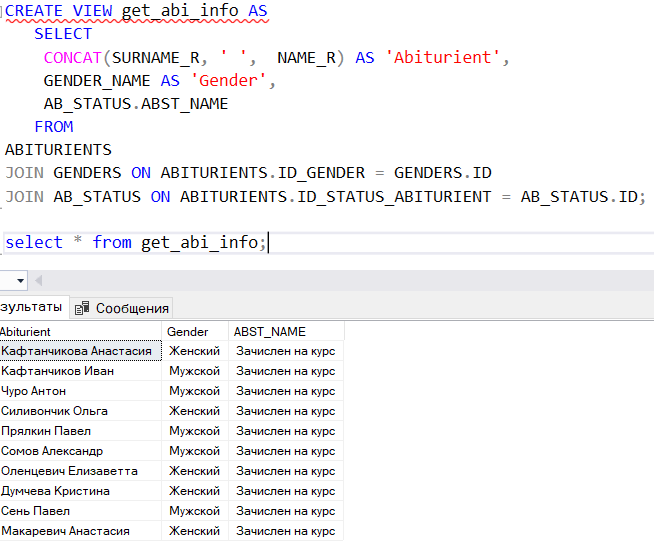 CREATE VIEW get_abi_info AS
SELECT
CONCAT(SURNAME_R, ' ', NAME_R) AS 'Abiturient',
GENDER_NAME AS 'Gender',
AB_STATUS.ABST_NAME
FROM
ABITURIENTS
JOIN GENDERS ON ABITURIENTS.ID_GENDER = GENDERS.ID
JOIN AB_STATUS ON ABITURIENTS.ID_STATUS_ABITURIENT = AB_STATUS.ID;
select * from get_abi_info;
зультаты Сообщения
Abiturient Gender ABST_NAME
Кафтанчикова Анастасия Женский Зачислен на курс
Кафтанчиков Иван Мужской Зачислен на курс
Чуро Антон Мужской Зачислен на курс
Силивончик Ольга Женский Зачислен на курс
Прялкин Павел Мужской Зачислен на курс
Сомов Александр Мужской Зачислен на курс
Оленцевич Елизаветта Женский Зачислен на курс
Думчева Кристина Женский Зачислен на курс
Сень Павел Мужской Зачислен на курс
Макаревич Анастасия Женский Зачислен на курс